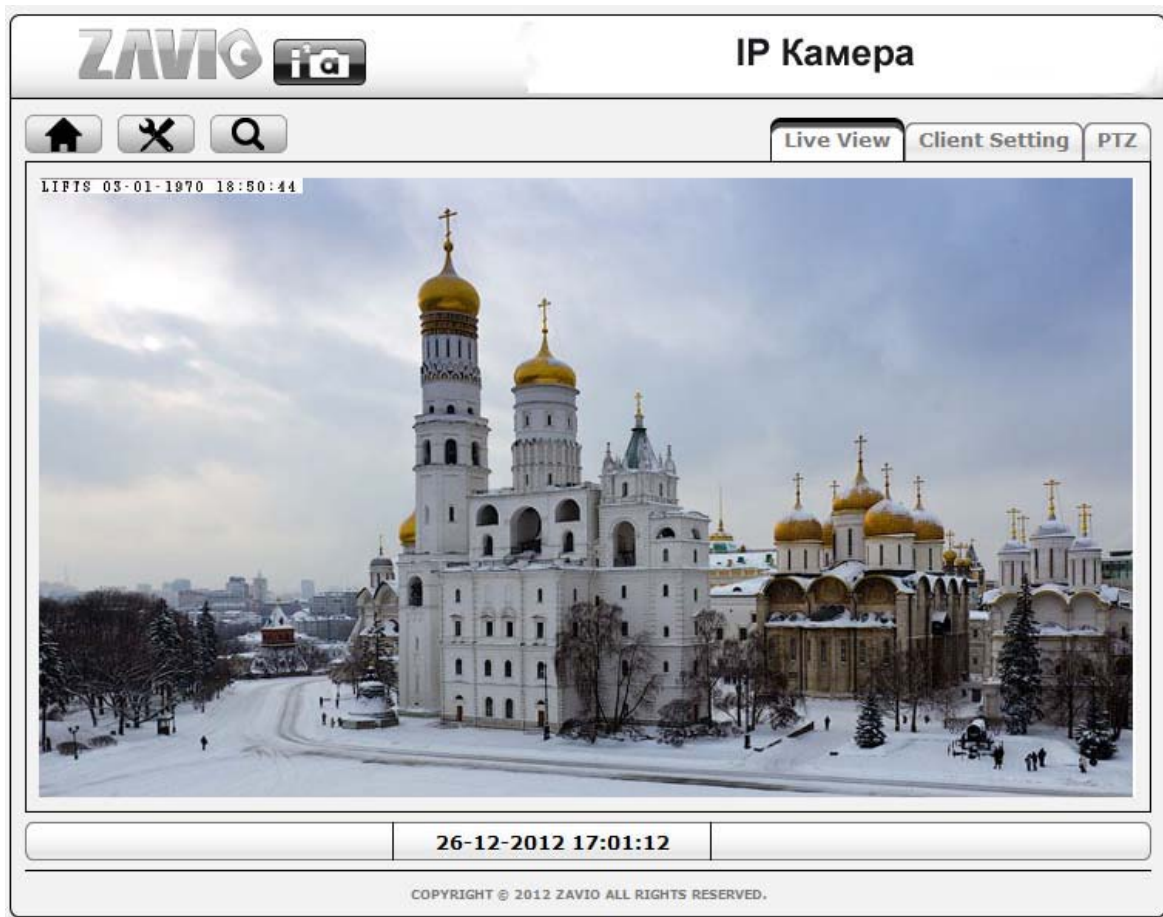 ZAVIO i²a
IP Камера
Live View Client Setting PTZ
LIFTS 03-01-1970 18:50:44
26-12-2012 17:01:12
COPYRIGHT © 2012 ZAVIO ALL RIGHTS RESERVED.